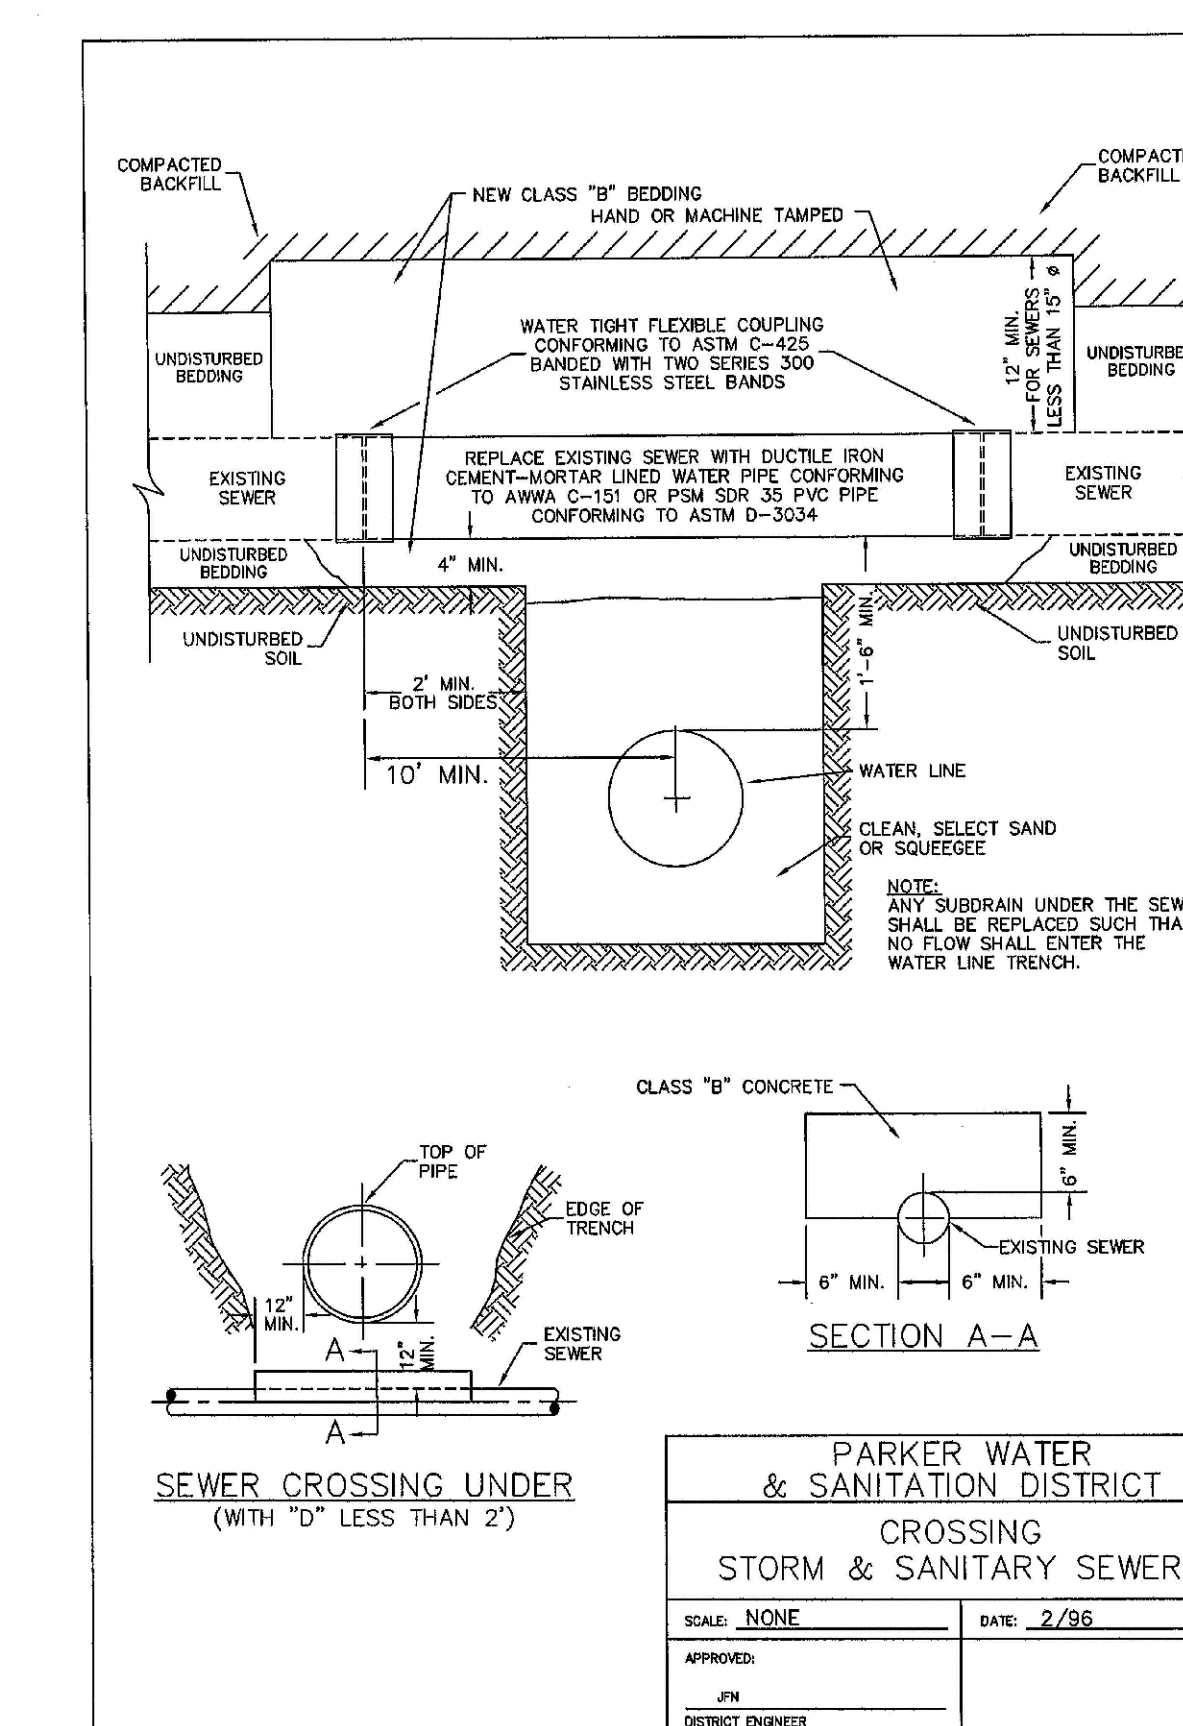 COMPACTED
BACKFILL
NEW CLASS "B" BEDDING
HAND OR MACHINE TAMPED
BACKFILL
WATER TIGHT FLEXIBLE COUPLING
CONFORMING TO ASTM C-425
BANDED WITH TWO SERIES 300
STAINLESS STEEL BANDS
12" MIN.
FOR SEWERS
LESS THAN 15" ø
UNDISTURBED
BEDDING
BEDDING
EXISTING
SEWER
REPLACE EXISTING SEWER WITH DUCTILE IRON
CEMENT-MORTAR LINED WATER PIPE CONFORMING
TO AWWA C-151 OR PSM SDR 35 PVC PIPE
CONFORMING TO ASTM D-3034
EXISTING
SEWER
UNDISTURBED
BEDDING
4" MIN.
UNDISTURBED
BEDDING
UNDISTURBED
SOIL
1'-6" MIN.
UNDISTURBED
SOIL
2' MIN.
BOTH SIDES
10' MIN.
WATER LINE
CLEAN, SELECT SAND
OR SQUEEGEE
NOTE:
ANY SUBDRAIN UNDER THE SEW
SHALL BE REPLACED SUCH THA
NO FLOW SHALL ENTER THE
WATER LINE TRENCH.
CLASS "B" CONCRETE
6" MIN.
EXISTING SEWER
6" MIN.
6" MIN.
SECTION A-A
TOP OF
PIPE
EDGE OF
TRENCH
12"
MIN.
12"
MIN.
A
A
EXISTING
SEWER
SEWER CROSSING UNDER
(WITH "D" LESS THAN 2')
PARKER WATER
& SANITATION DISTRICT
CROSSING
STORM & SANITARY SEWER
SCALE: NONE
DATE: 2/96
APPROVED:
JFN
DISTRICT ENGINEER